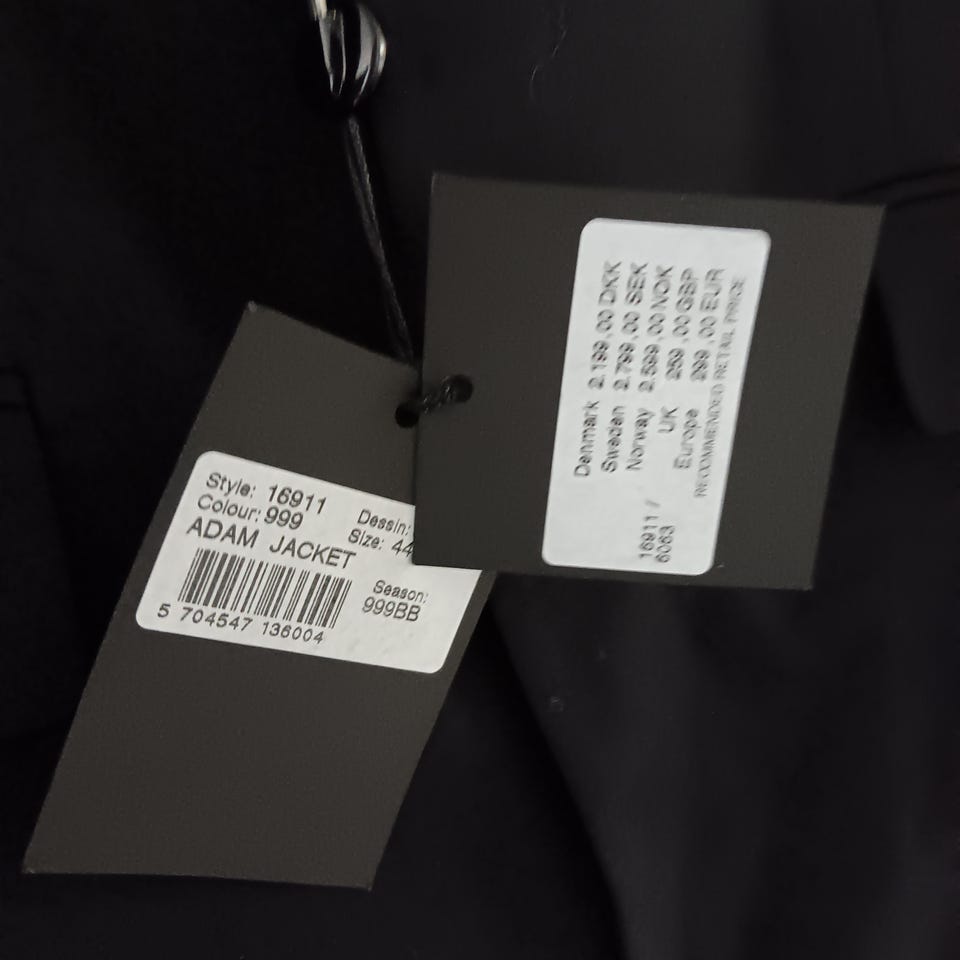 Style: 16911
Dessin:
Colour: 999
Size: 44
ADAM JACKET
Season:
999BB
5 704547 136004
Denmark 2.199,00 DKK
Sweden 2.799,00 SEK
Norway 2.599,00 NOK
UK 259,00 GBP
Europe 299,00 EUR
RECOMMENDED RETAIL PRICE
16911 /
6063